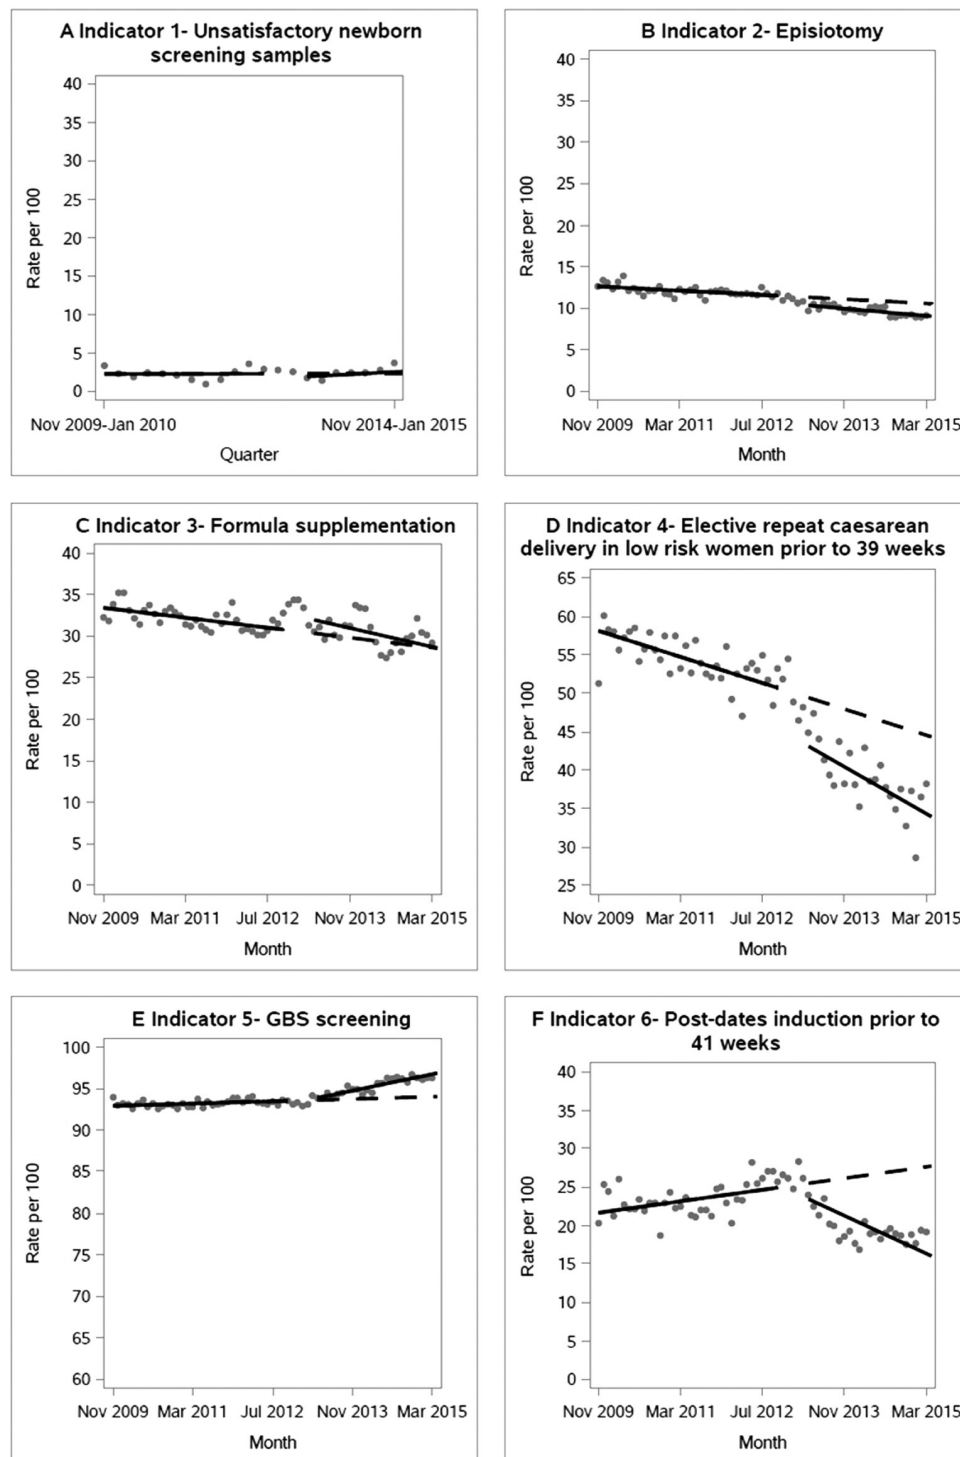 A Indicator 1- Unsatisfactory newborn
screening samples
40
35
30
25
20
15
10
5
0
Rate per 100
Nov 2009-Jan 2010 Nov 2014-Jan 2015
Quarter
B Indicator 2- Episiotomy
40
35
30
25
20
15
10
5
0
Rate per 100
Nov 2009 Mar 2011 Jul 2012 Nov 2013 Mar 2015
Month
C Indicator 3- Formula supplementation
40
35
30
25
20
15
10
5
0
Rate per 100
Nov 2009 Mar 2011 Jul 2012 Nov 2013 Mar 2015
Month
D Indicator 4- Elective repeat caesarean
delivery in low risk women prior to 39 weeks
65
60
55
50
45
40
35
30
25
Rate per 100
Nov 2009 Mar 2011 Jul 2012 Nov 2013 Mar 2015
Month
E Indicator 5- GBS screening
100
95
90
85
80
75
70
65
60
Rate per 100
Nov 2009 Mar 2011 Jul 2012 Nov 2013 Mar 2015
Month
F Indicator 6- Post-dates induction prior to
41 weeks
40
35
30
25
20
15
10
5
0
Rate per 100
Nov 2009 Mar 2011 Jul 2012 Nov 2013 Mar 2015
Month